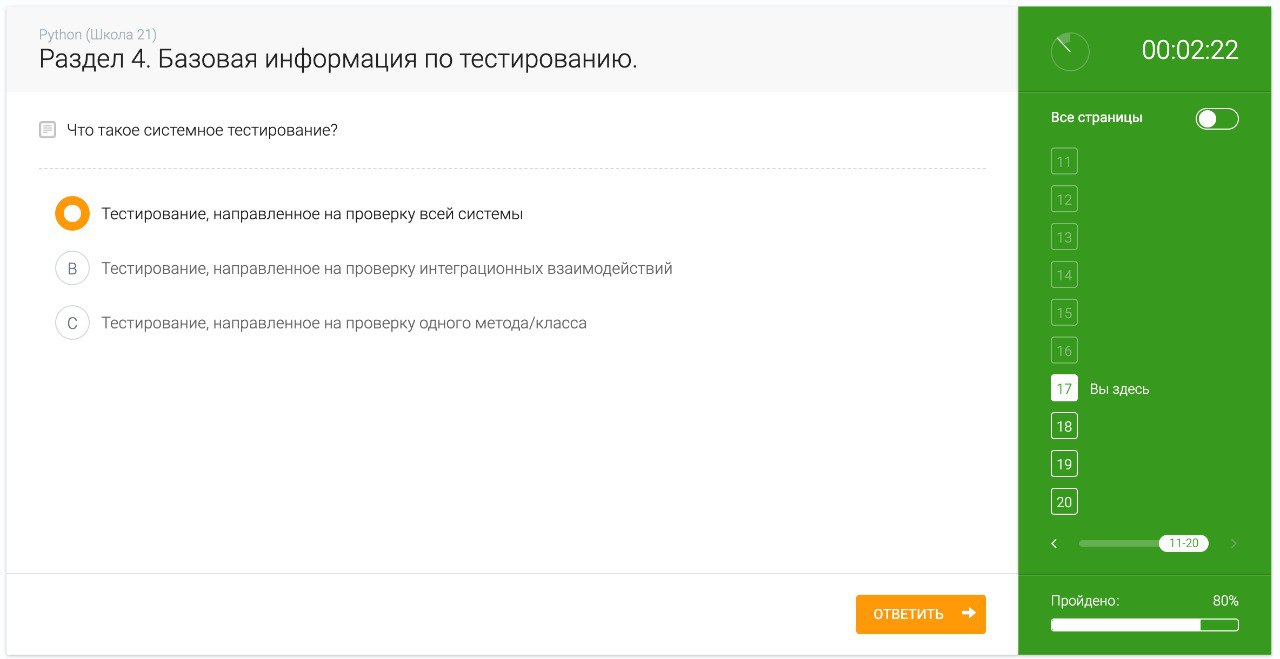 Python (Школа 21)
Раздел 4. Базовая информация по тестированию.
00:02:22
Что такое системное тестирование?
Тестирование, направленное на проверку всей системы
B Тестирование, направленное на проверку интеграционных взаимодействий
C Тестирование, направленное на проверку одного метода/класса
ОТВЕТИТЬ
Все страницы
11
12
13
14
15
16
17 Вы здесь
18
19
20
11-20
Пройдено: 80%